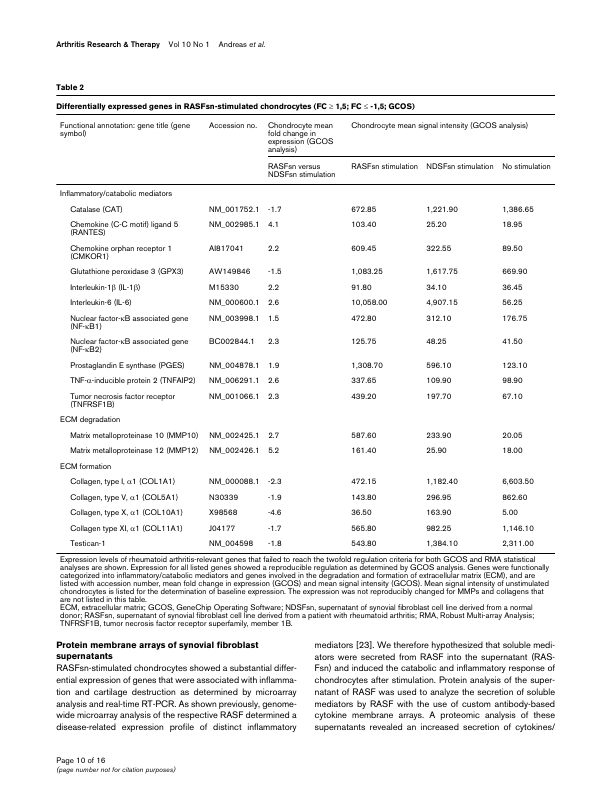 Arthritis Research & Therapy Vol 10 No 1 Andreas et al.
Table 2
Differentially expressed genes in RASFsn-stimulated chondrocytes (FC ≥ 1,5; FC ≤ -1,5; GCOS)
Functional annotation: gene title (gene symbol) Accession no. Chondrocyte mean fold change in expression (GCOS analysis) Chondrocyte mean signal intensity (GCOS analysis)
RASFsn versus NDSFsn stimulation RASFsn stimulation NDSFsn stimulation No stimulation
Inflammatory/catabolic mediators
Catalase (CAT) NM_001752.1 -1.7 672.85 1,221.90 1,386.65
Chemokine (C-C motif) ligand 5 NM_002985.1 4.1 103.40 25.20 18.95
(RANTES)
Chemokine orphan receptor 1 AI817041 2.2 609.45 322.55 89.50
(CMKOR1)
Glutathione peroxidase 3 (GPX3) AW149846 -1.5 1,083.25 1,617.75 669.90
Interleukin-1β (IL-1β) M15330 2.2 91.80 34.10 36.45
Interleukin-6 (IL-6) NM_000600.1 2.6 10,058.00 4,907.15 56.25
Nuclear factor-κB associated gene NM_003998.1 1.5 472.80 312.10 176.75
(NF-κB1)
Nuclear factor-κB associated gene BC002844.1 2.3 125.75 48.25 41.50
(NF-κB2)
Prostaglandin E synthase (PGES) NM_004878.1 1.9 1,308.70 596.10 123.10
TNF-α-inducible protein 2 (TNFAIP2) NM_006291.1 2.6 337.65 109.90 98.90
Tumor necrosis factor receptor NM_001066.1 2.3 439.20 197.70 67.10
(TNFRSF1B)
ECM degradation
Matrix metalloproteinase 10 (MMP10) NM_002425.1 2.7 587.60 233.90 20.05
Matrix metalloproteinase 12 (MMP12) NM_002426.1 5.2 161.40 25.90 18.00
ECM formation
Collagen, type I, α1 (COL1A1) NM_000088.1 -2.3 472.15 1,182.40 6,603.50
Collagen, type V, α1 (COL5A1) N30339 -1.9 143.80 296.95 862.60
Collagen, type X, α1 (COL10A1) X98568 -4.6 36.50 163.90 5.00
Collagen type XI, α1 (COL11A1) J04177 -1.7 565.80 982.25 1,146.10
Testican-1 NM_004598 -1.8 543.80 1,384.10 2,311.00
Expression levels of rheumatoid arthritis-relevant genes that failed to reach the twofold regulation criteria for both GCOS and RMA statistical
analyses are shown. Expression for all listed genes showed a reproducible regulation as determined by GCOS analysis. Genes were functionally
categorized into inflammatory/catabolic mediators and genes involved in the degradation and formation of extracellular matrix (ECM), and are
listed with accession number, mean fold change in expression (GCOS) and mean signal intensity (GCOS). Mean signal intensity of unstimulated
chondrocytes is listed for the determination of baseline expression. The expression was not reproducibly changed for MMPs and collagens that
are not listed in this table.
ECM, extracellular matrix; GCOS, GeneChip Operating Software; NDSFsn, supernatant of synovial fibroblast cell line derived from a normal
donor; RASFsn, supernatant of synovial fibroblast cell line derived from a patient with rheumatoid arthritis; RMA, Robust Multi-array Analysis;
TNFRSF1B, tumor necrosis factor receptor superfamily, member 1B.
Protein membrane arrays of synovial fibroblast
supernatants
RASFsn-stimulated chondrocytes showed a substantial differ-
ential expression of genes that were associated with inflamma-
tion and cartilage destruction as determined by microarray
analysis and real-time RT-PCR. As shown previously, genome-
wide microarray analysis of the respective RASF determined a
disease-related expression profile of distinct inflammatory
mediators [23]. We therefore hypothesized that soluble medi-
ators were secreted from RASF into the supernatant (RAS-
Fsn) and induced the catabolic and inflammatory response of
chondrocytes after stimulation. Protein analysis of the super-
natant of RASF was used to analyze the secretion of soluble
mediators by RASF with the use of custom antibody-based
cytokine membrane arrays. A proteomic analysis of these
supernatants revealed an increased secretion of cytokines/
Page 10 of 16
(page number not for citation purposes)